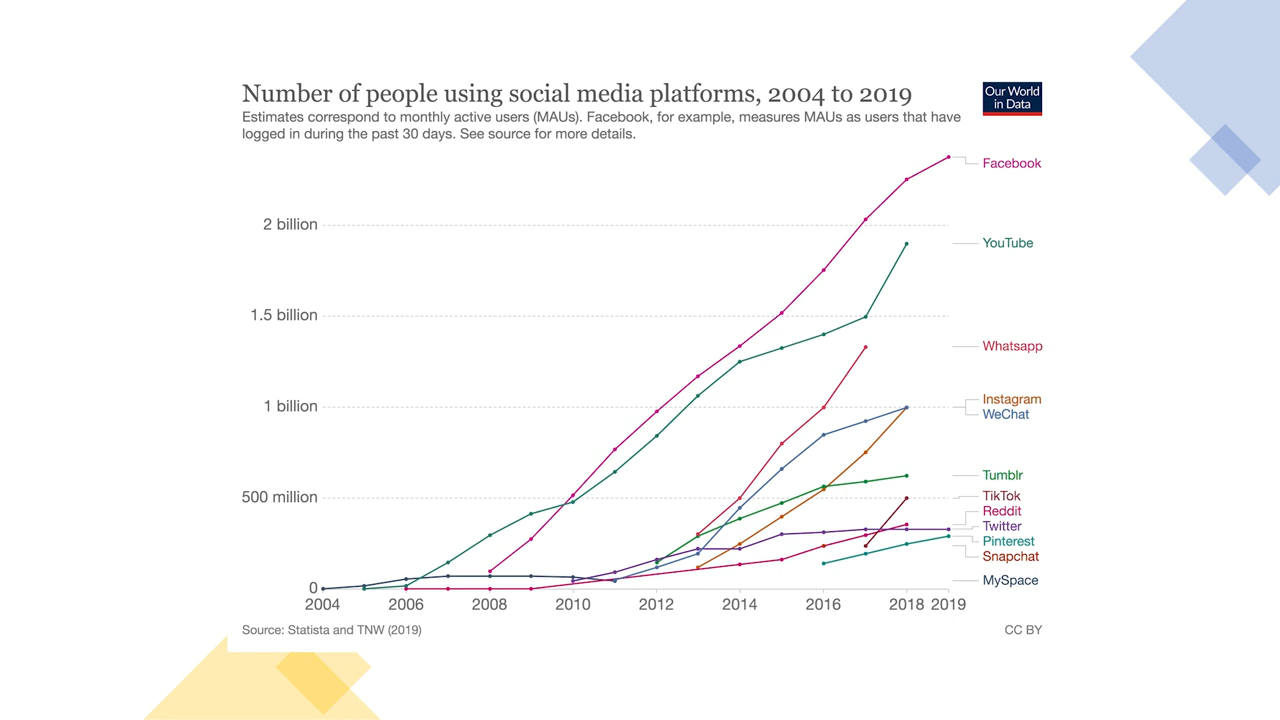 Number of people using social media platforms, 2004 to 2019
Our World
in Data
Estimates correspond to monthly active users (MAUs). Facebook, for example, measures MAUs as users that have
logged in during the past 30 days. See source for more details.
Facebook
2 billion
YouTube
1.5 billion
Whatsapp
1 billion
Instagram
WeChat
Tumblr
500 million
TikTok
Reddit
Twitter
Pinterest
Snapchat
MySpace
0
2004 2006 2008 2010 2012 2014 2016 2018 2019
Source: Statista and TNW (2019)
CC BY